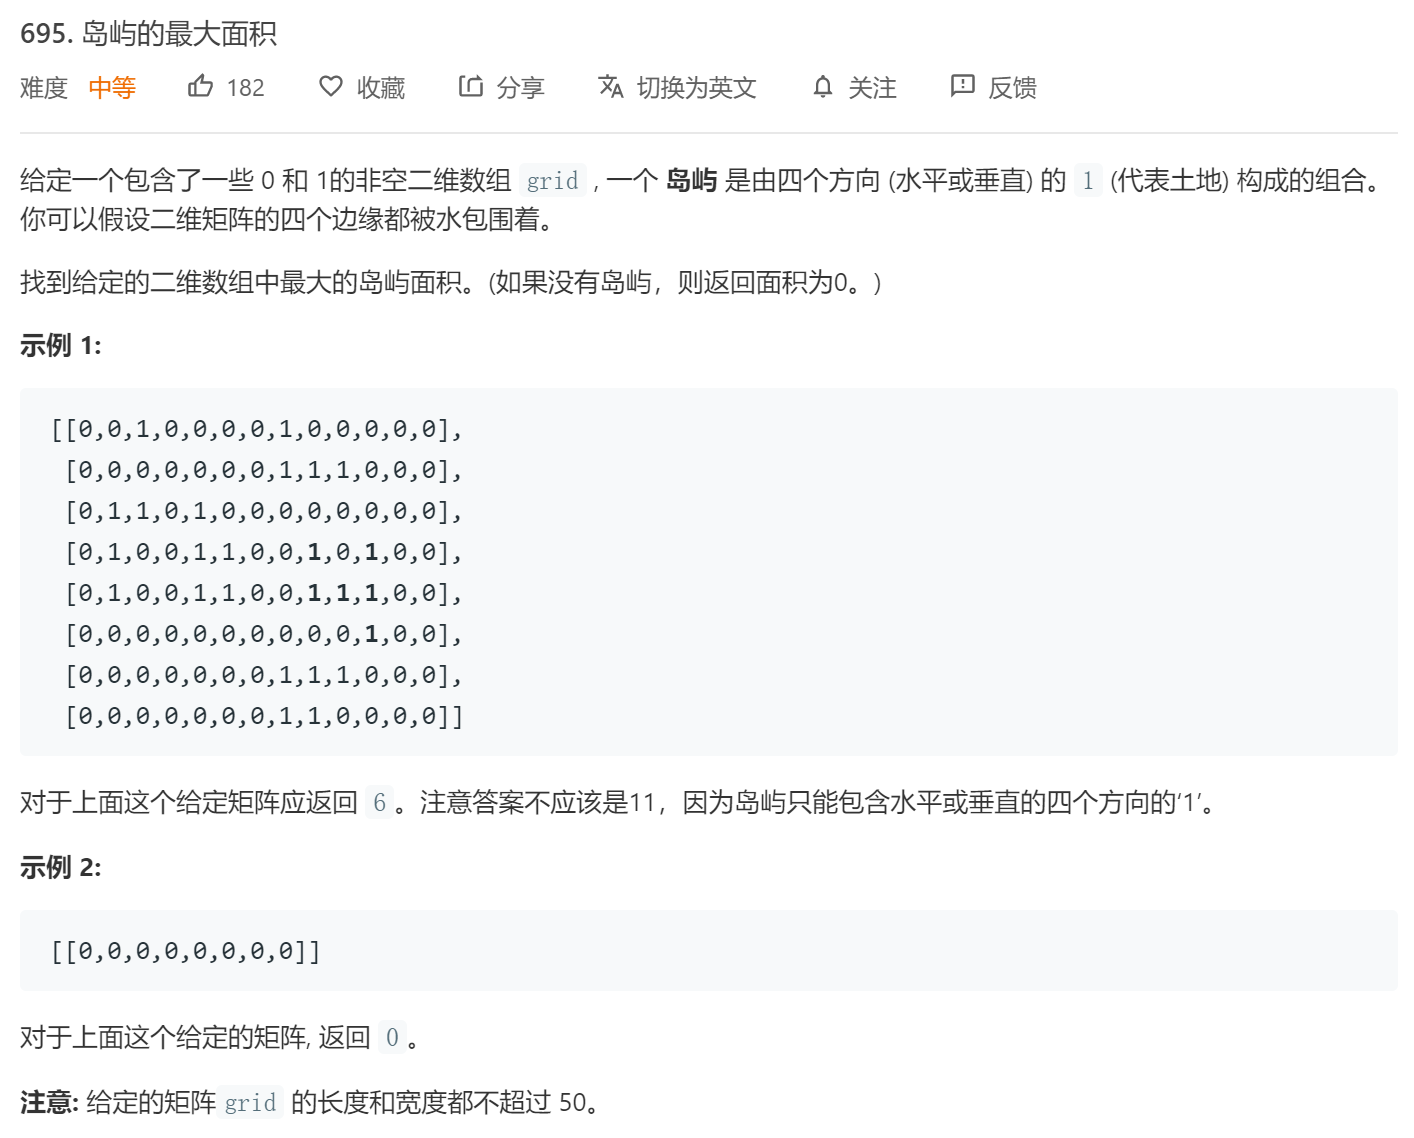 695. 岛屿的最大面积
难度 中等 182 收藏 分享 切换为英文 关注 反馈
给定一个包含了一些 0 和 1的非空二维数组 grid , 一个 岛屿 是由四个方向 (水平或垂直) 的 1 (代表土地) 构成的组合。
你可以假设二维矩阵的四个边缘都被水包围着。
找到给定的二维数组中最大的岛屿面积。(如果没有岛屿，则返回面积为0。)
示例 1:
[[0,0,1,0,0,0,0,1,0,0,0,0,0],
[0,0,0,0,0,0,0,1,1,1,0,0,0],
[0,1,1,0,1,0,0,0,0,0,0,0,0],
[0,1,0,0,1,1,0,0,1,0,1,0,0],
[0,1,0,0,1,1,0,0,1,1,1,0,0],
[0,0,0,0,0,0,0,0,0,0,1,0,0],
[0,0,0,0,0,0,0,1,1,1,0,0,0],
[0,0,0,0,0,0,0,1,1,0,0,0,0]]
对于上面这个给定矩阵应返回 6 。注意答案不应该是11，因为岛屿只能包含水平或垂直的四个方向的‘1’。
示例 2:
[[0,0,0,0,0,0,0,0]]
对于上面这个给定的矩阵, 返回 0 。
注意: 给定的矩阵grid 的长度和宽度都不超过 50。